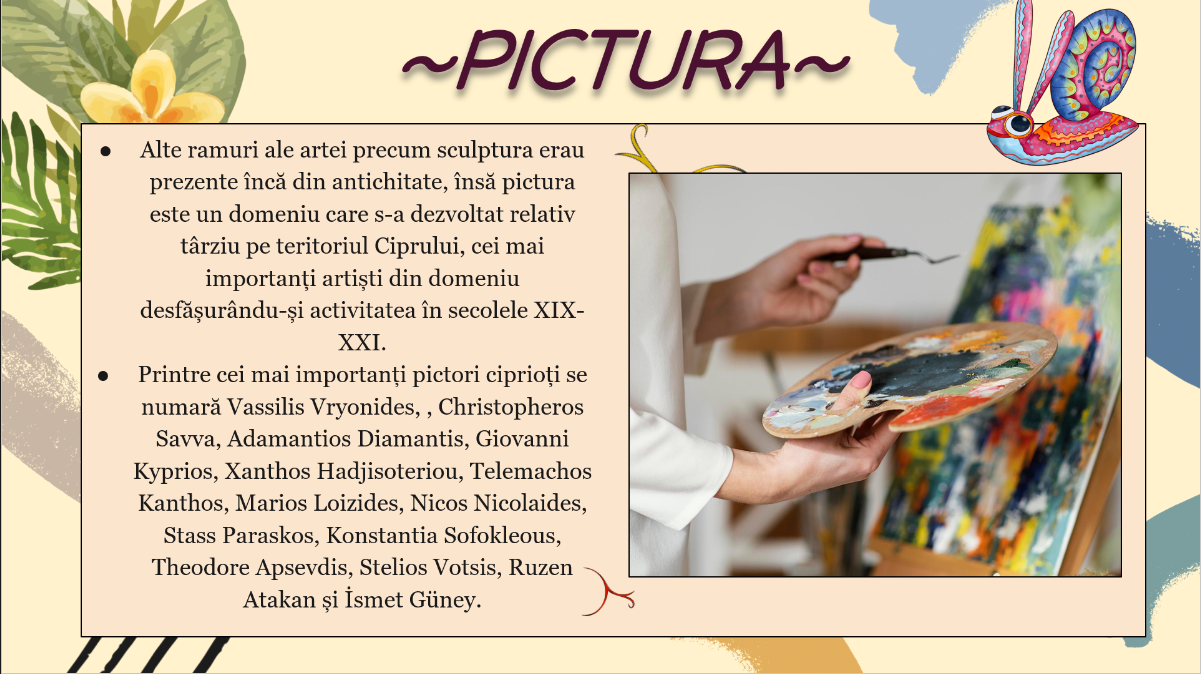 ~PICTURA~
● Alte ramuri ale artei precum sculptura erau
prezente încă din antichitate, însă pictura
este un domeniu care s-a dezvoltat relativ
târziu pe teritoriul Ciprului, cei mai
importanți artiști din domeniu
desfășurându-și activitatea în secolele XIX-
XXI.
● Printre cei mai importanți pictori ciprioți se
numară Vassilis Vryonides, , Christopheros
Savva, Adamantios Diamantis, Giovanni
Kyprios, Xanthos Hadjisoteriou, Telemachos
Kanthos, Marios Loizides, Nicos Nicolaides,
Stass Paraskos, Konstantia Sofokleous,
Theodore Apsevdis, Stelios Votsis, Ruzen
Atakan și İsmet Güney.